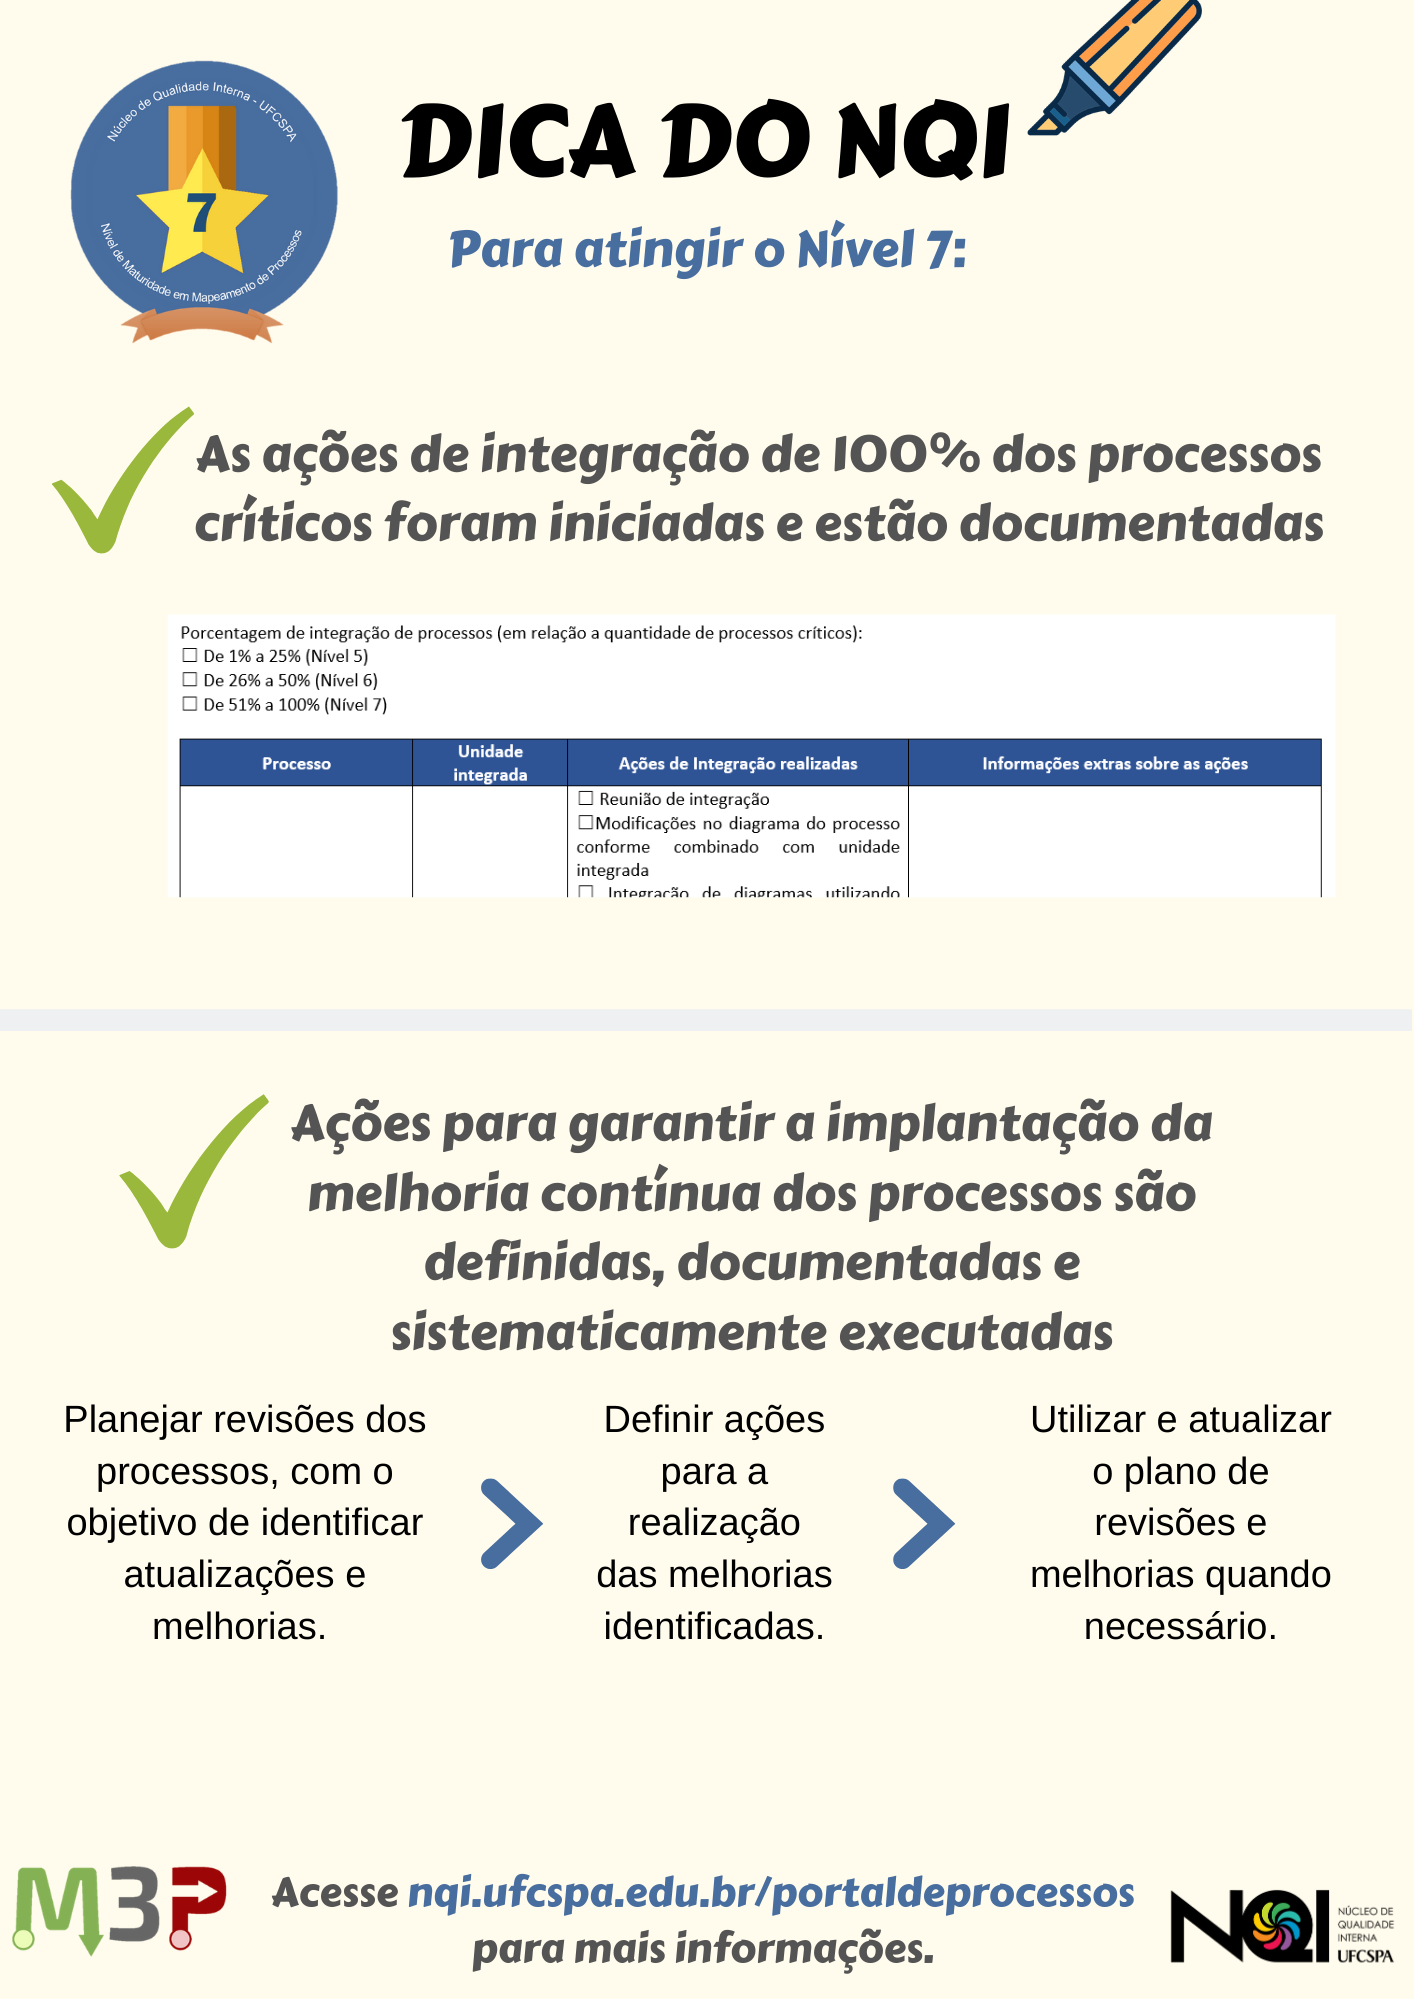 Núcleo de Qualidade Interna - UFCSPA
7
Nível de Maturidade em Mapeamento de Processos
DICA DO NQI
Para atingir o Nível 7:
As ações de integração de 100% dos processos
críticos foram iniciadas e estão documentadas
Porcentagem de integração de processos (em relação a quantidade de processos críticos):
☐ De 1% a 25% (Nível 5)
☐ De 26% a 50% (Nível 6)
☐ De 51% a 100% (Nível 7)
Processo
Unidade
integrada
Ações de Integração realizadas
Informações extras sobre as ações
☐ Reunião de integração
☐Modificações no diagrama do processo
conforme combinado com unidade
integrada
☐ Integração de diagramas utilizando
Ações para garantir a implantação da
melhoria contínua dos processos são
definidas, documentadas e
sistematicamente executadas
Planejar revisões dos
processos, com o
objetivo de identificar
atualizações e
melhorias.
Definir ações
para a
realização
das melhorias
identificadas.
Utilizar e atualizar
o plano de
revisões e
melhorias quando
necessário.
M3P
Acesse nqi.ufcspa.edu.br/portaldeprocessos
para mais informações.
NQI
NÚCLEO DE
QUALIDADE
INTERNA
UFCSPA